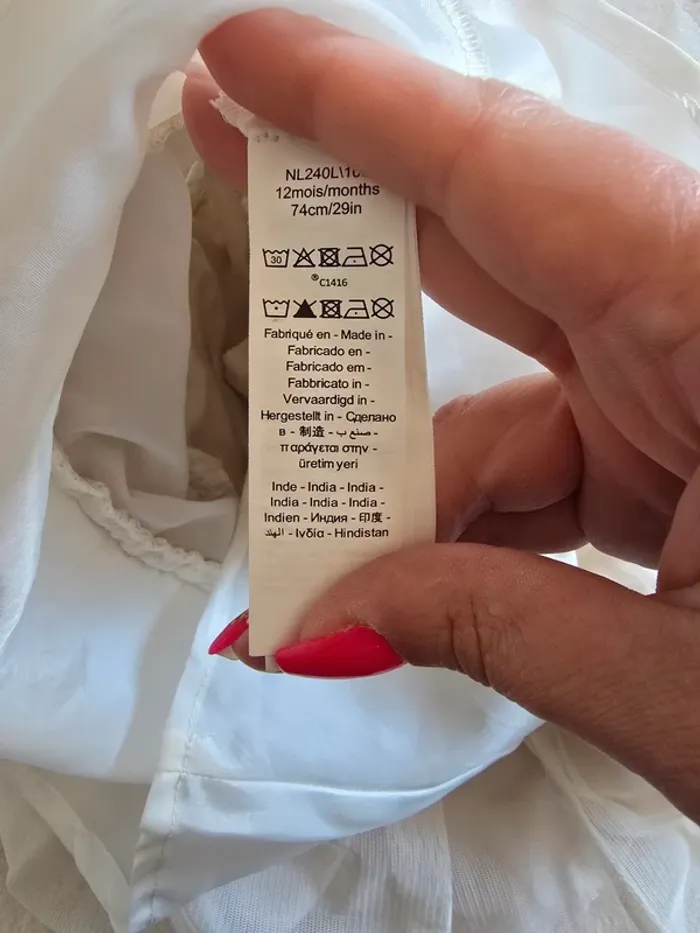 12mois/months
74cm/29in
30
®C1416
Fabriqué en - Made in -
Fabricado en -
Fabricado em -
Fabbricato in -
Vervaardigd in -
Hergestellt in - Сделано
в - 制造 - صنع ب -
παράγεται στην -
üretim yeri
Inde - India - India -
India - India - India -
Indien - Индия - 印度 -
الهند - Ινδία - Hindistan